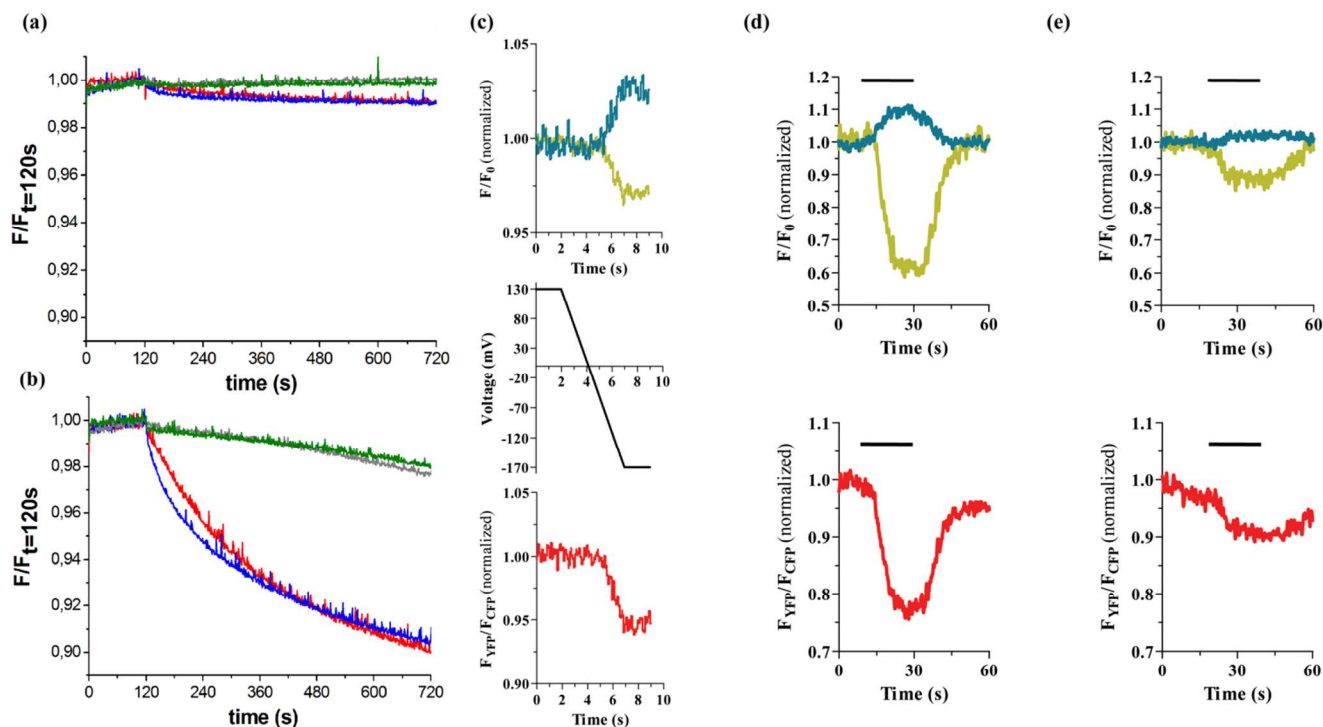 (a)
1,00
0,98
0,96
0,94
0,92
0,90
F/Ft=120s
0 120 240 360 480 600 720
time (s)
(b)
1,00
0,98
0,96
0,94
0,92
0,90
F/Ft=120s
0 120 240 360 480 600 720
time (s)
(c)
1.05
1.00
0.95
F/F0 (normalized)
0 2 4 6 8 10
Time (s)
130
80
30
-20
-70
-120
-170
Voltage (mV)
2 4 6 8 10
1.05
1.00
0.95
0.90
FYFP/FCFP (normalized)
0 2 4 6 8 10
Time (s)
(d)
1.2
1.1
1.0
0.9
0.8
0.7
0.6
0.5
F/F0 (normalized)
0 30 60
Time (s)
1.1
1.0
0.9
0.8
0.7
FYFP/FCFP (normalized)
0 30 60
Time (s)
(e)
1.2
1.1
1.0
0.9
0.8
0.7
0.6
0.5
F/F0 (normalized)
0 30 60
Time (s)
1.1
1.0
0.9
0.8
0.7
FYFP/FCFP (normalized)
0 30 60
Time (s)